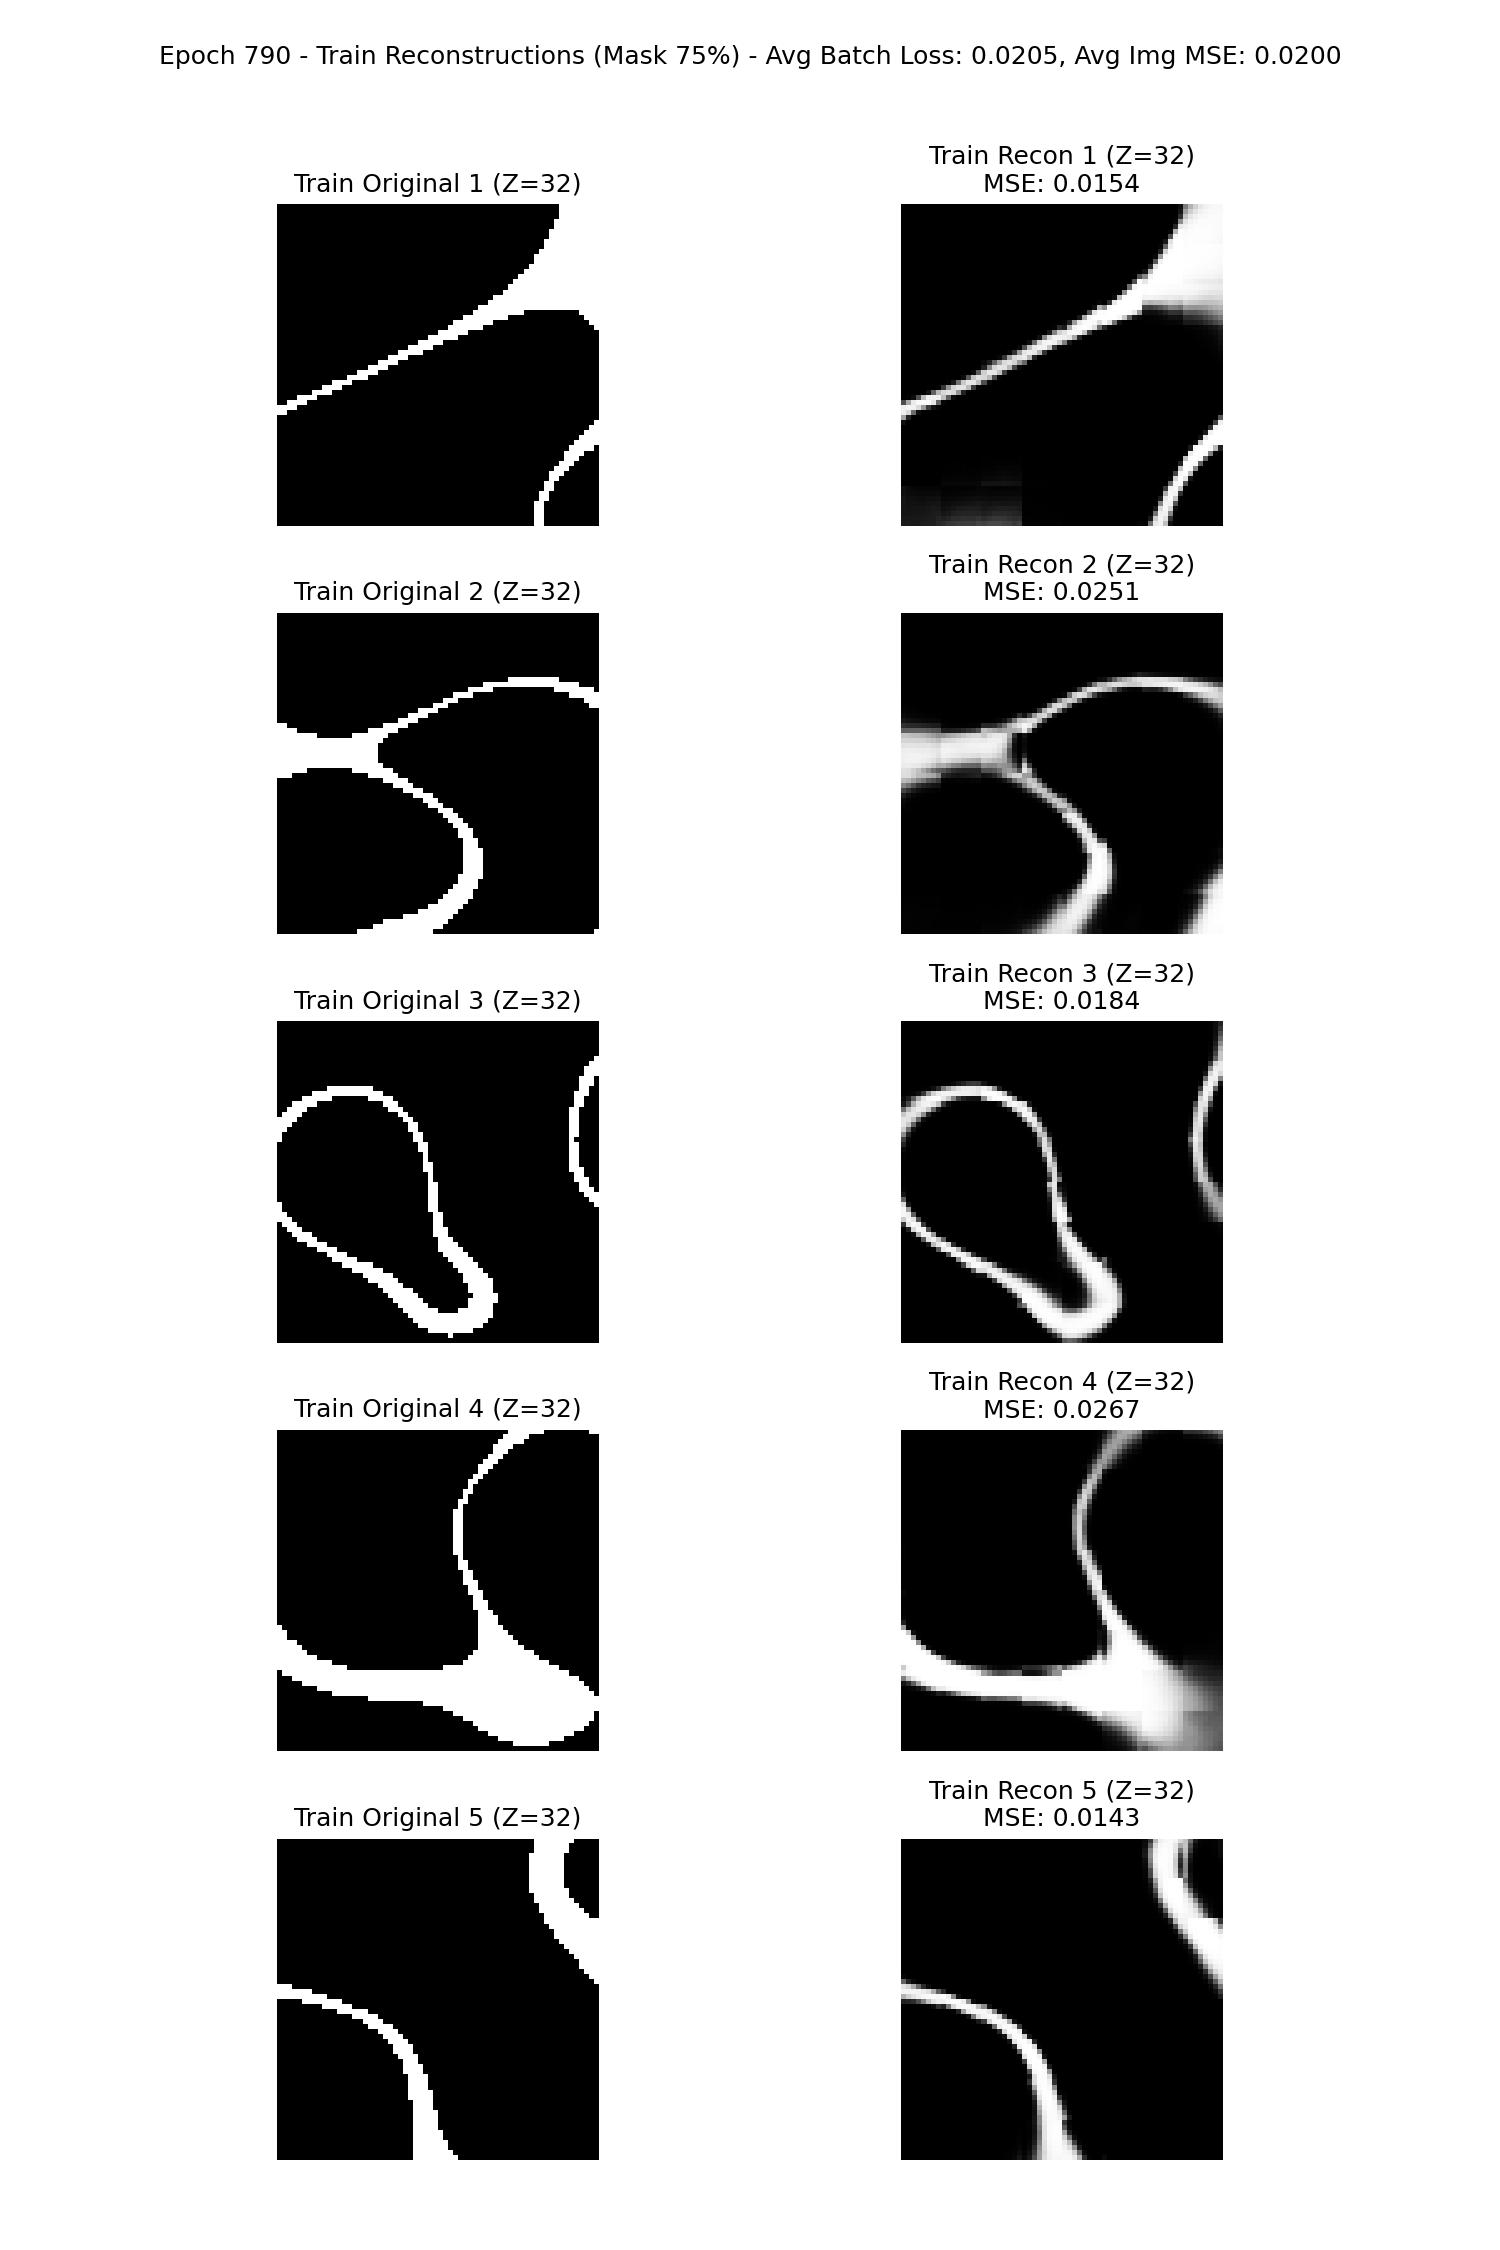 Epoch 790 - Train Reconstructions (Mask 75%) - Avg Batch Loss: 0.0205, Avg Img MSE: 0.0200
Train Original 1 (Z=32)
Train Recon 1 (Z=32)
MSE: 0.0154
Train Original 2 (Z=32)
Train Recon 2 (Z=32)
MSE: 0.0251
Train Original 3 (Z=32)
Train Recon 3 (Z=32)
MSE: 0.0184
Train Original 4 (Z=32)
Train Recon 4 (Z=32)
MSE: 0.0267
Train Original 5 (Z=32)
Train Recon 5 (Z=32)
MSE: 0.0143